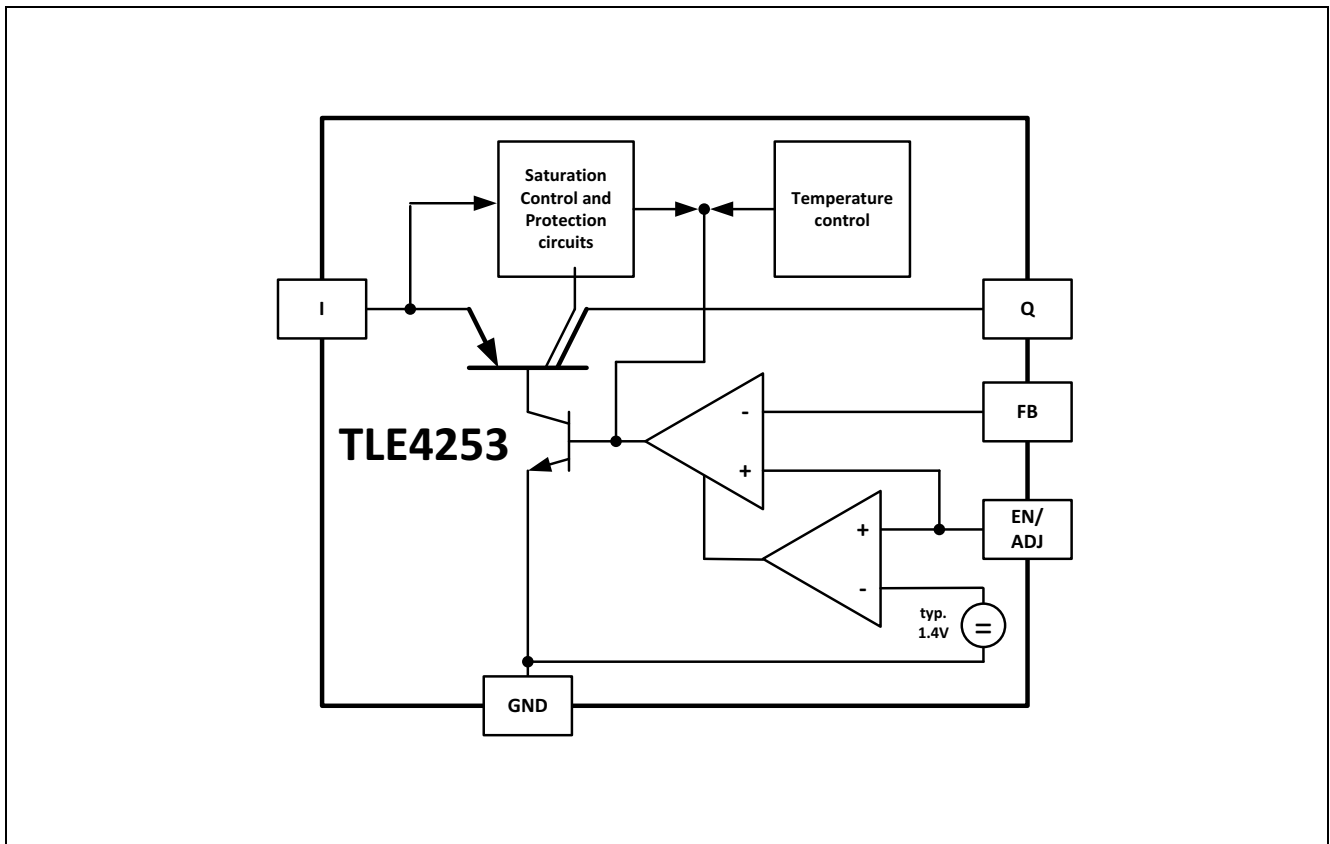 Saturation
Control and
Protection
circuits
Temperature
control
I
Q
TLE4253
-
+
FB
EN/
ADJ
+
-
typ.
1.4V
=
GND